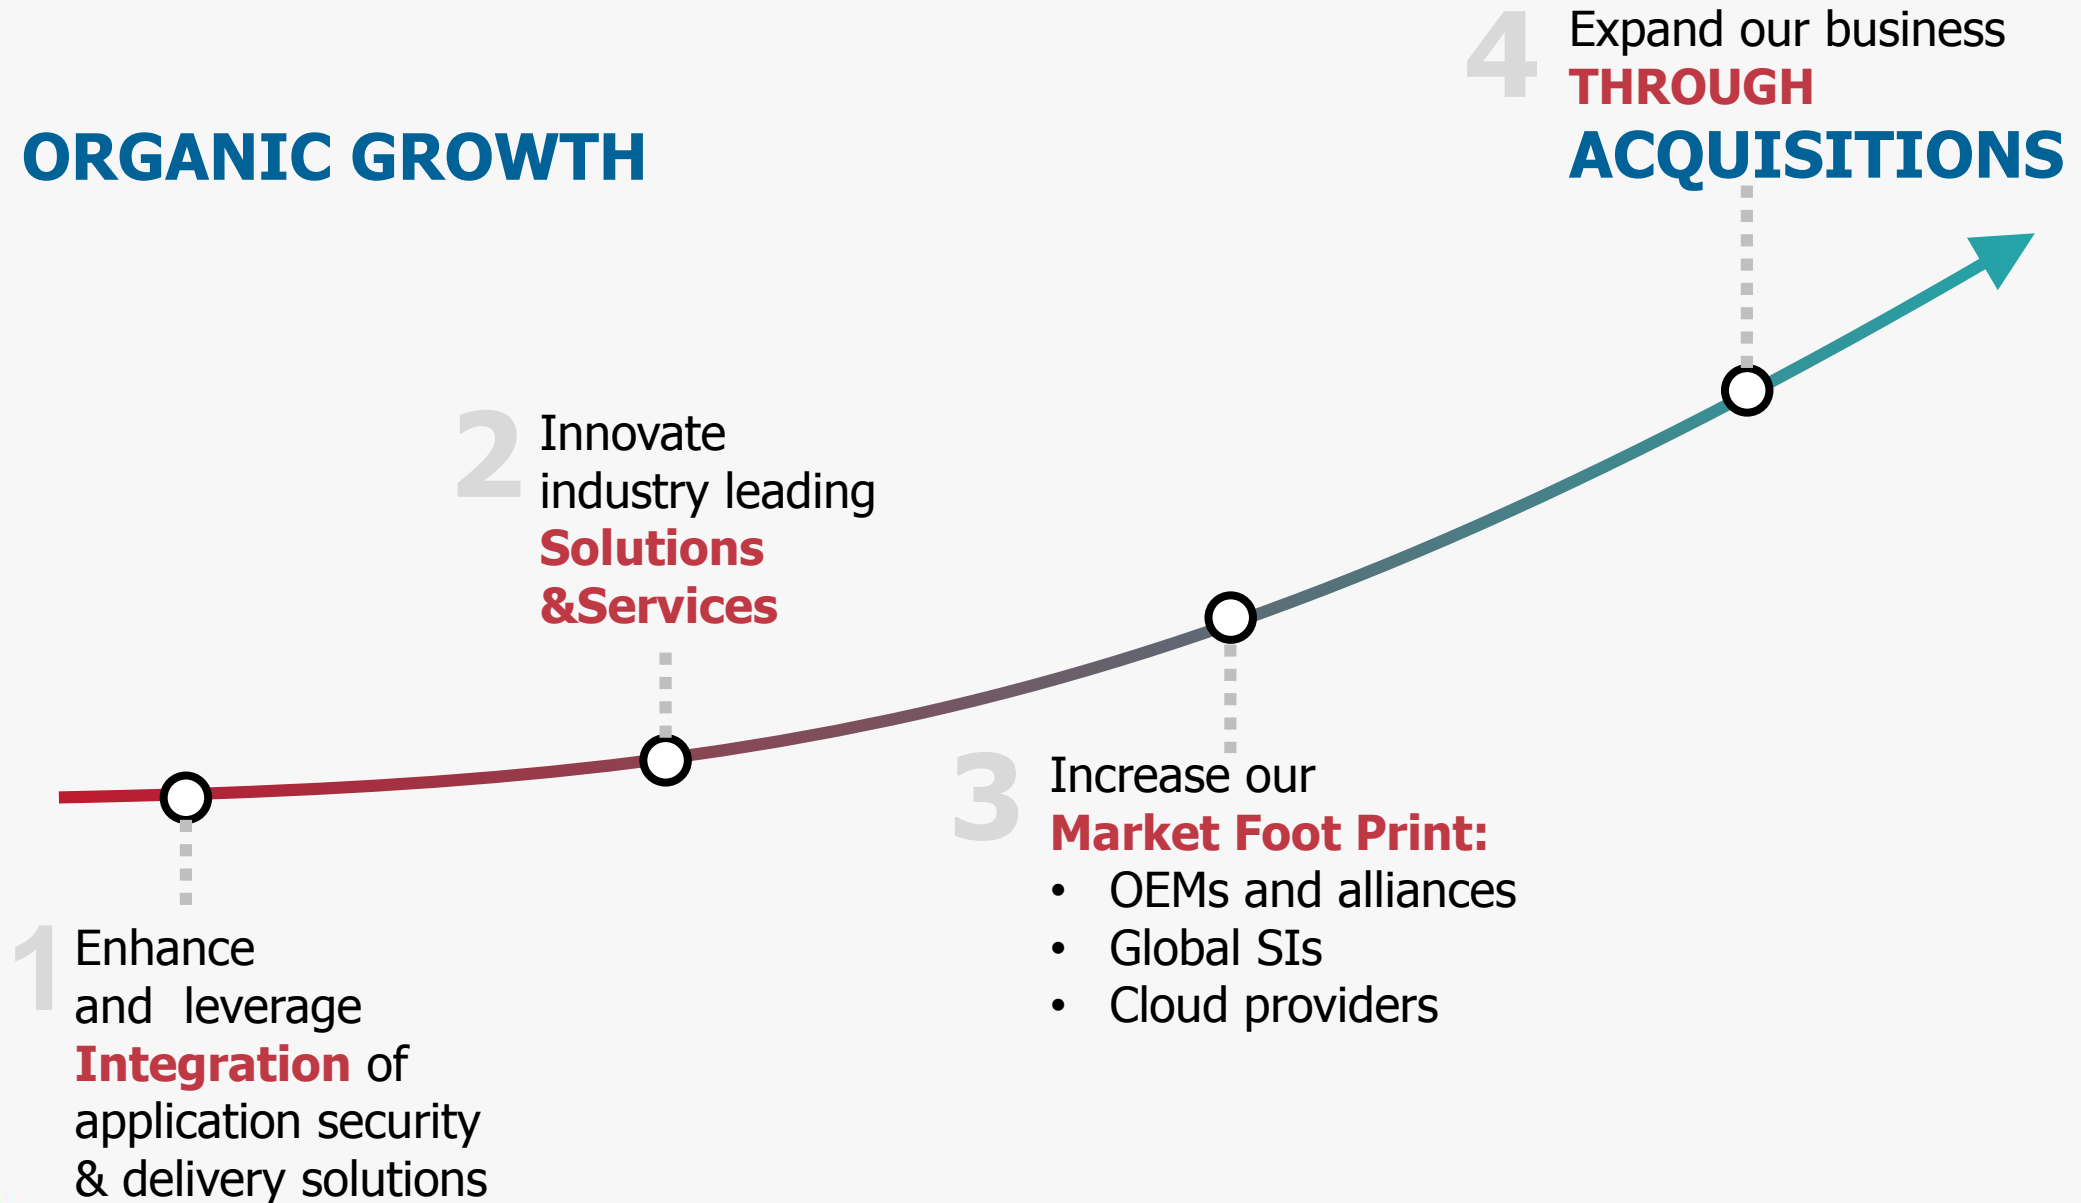 ORGANIC GROWTH
1
Enhance
and leverage
Integration of
application security
& delivery solutions
2
Innovate
industry leading
Solutions
&Services
3
Increase our
Market Foot Print:
• OEMs and alliances
• Global SIs
• Cloud providers
4
Expand our business
THROUGH
ACQUISITIONS